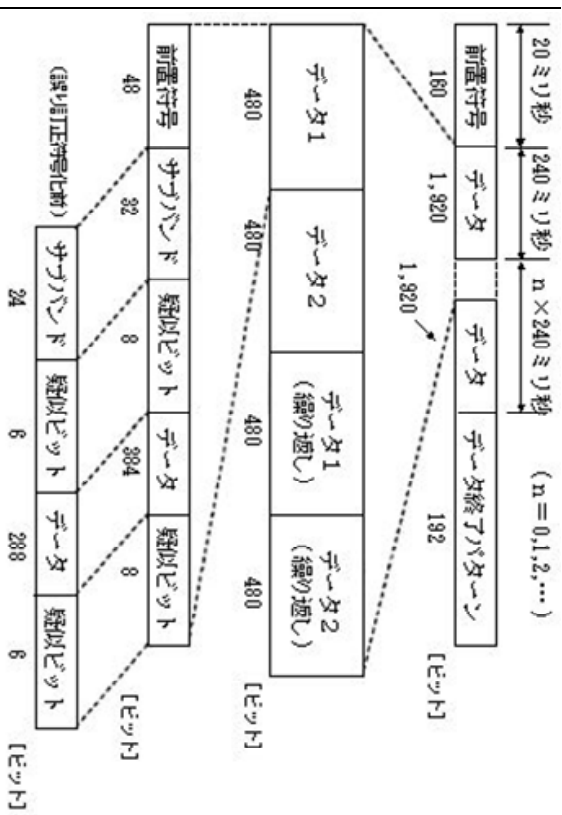 20ミリ秒
240ミリ秒
n×240ミリ秒
(n=0,1,2,…)
前置符号
データ
データ
データ終了パターン
160
1,920
1,920
192
[ビット]
データ1
データ2
データ1
(繰り返し)
データ2
(繰り返し)
480
480
480
480
[ビット]
前置符号
サブバンド
疑似ビット
データ
疑似ビット
48
32
8
384
8
[ビット]
(誤り訂正符号化前)
サブバンド
疑似ビット
データ
疑似ビット
24
6
288
6
[ビット]